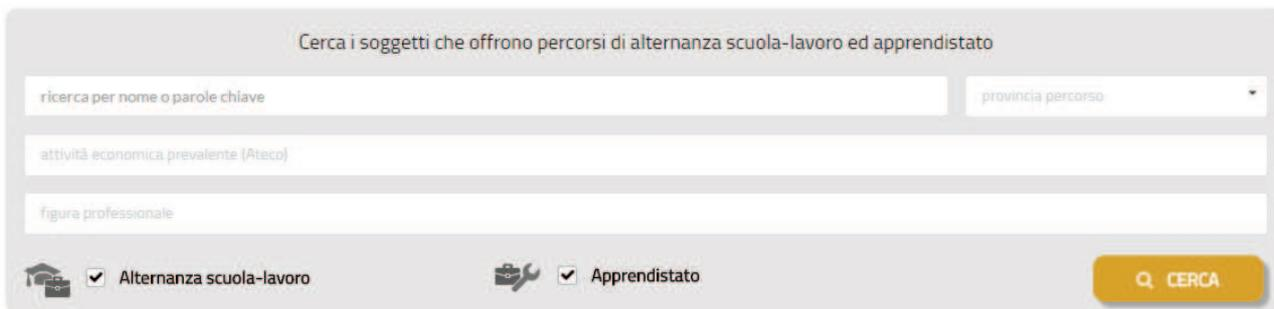 Cerca i soggetti che offrono percorsi di alternanza scuola-lavoro ed apprendistato
ricerca per nome o parole chiave
provincia percorso
attività economica prevalente (Ateco)
figura professionale
Alternanza scuola-lavoro
Apprendistato
CERCA